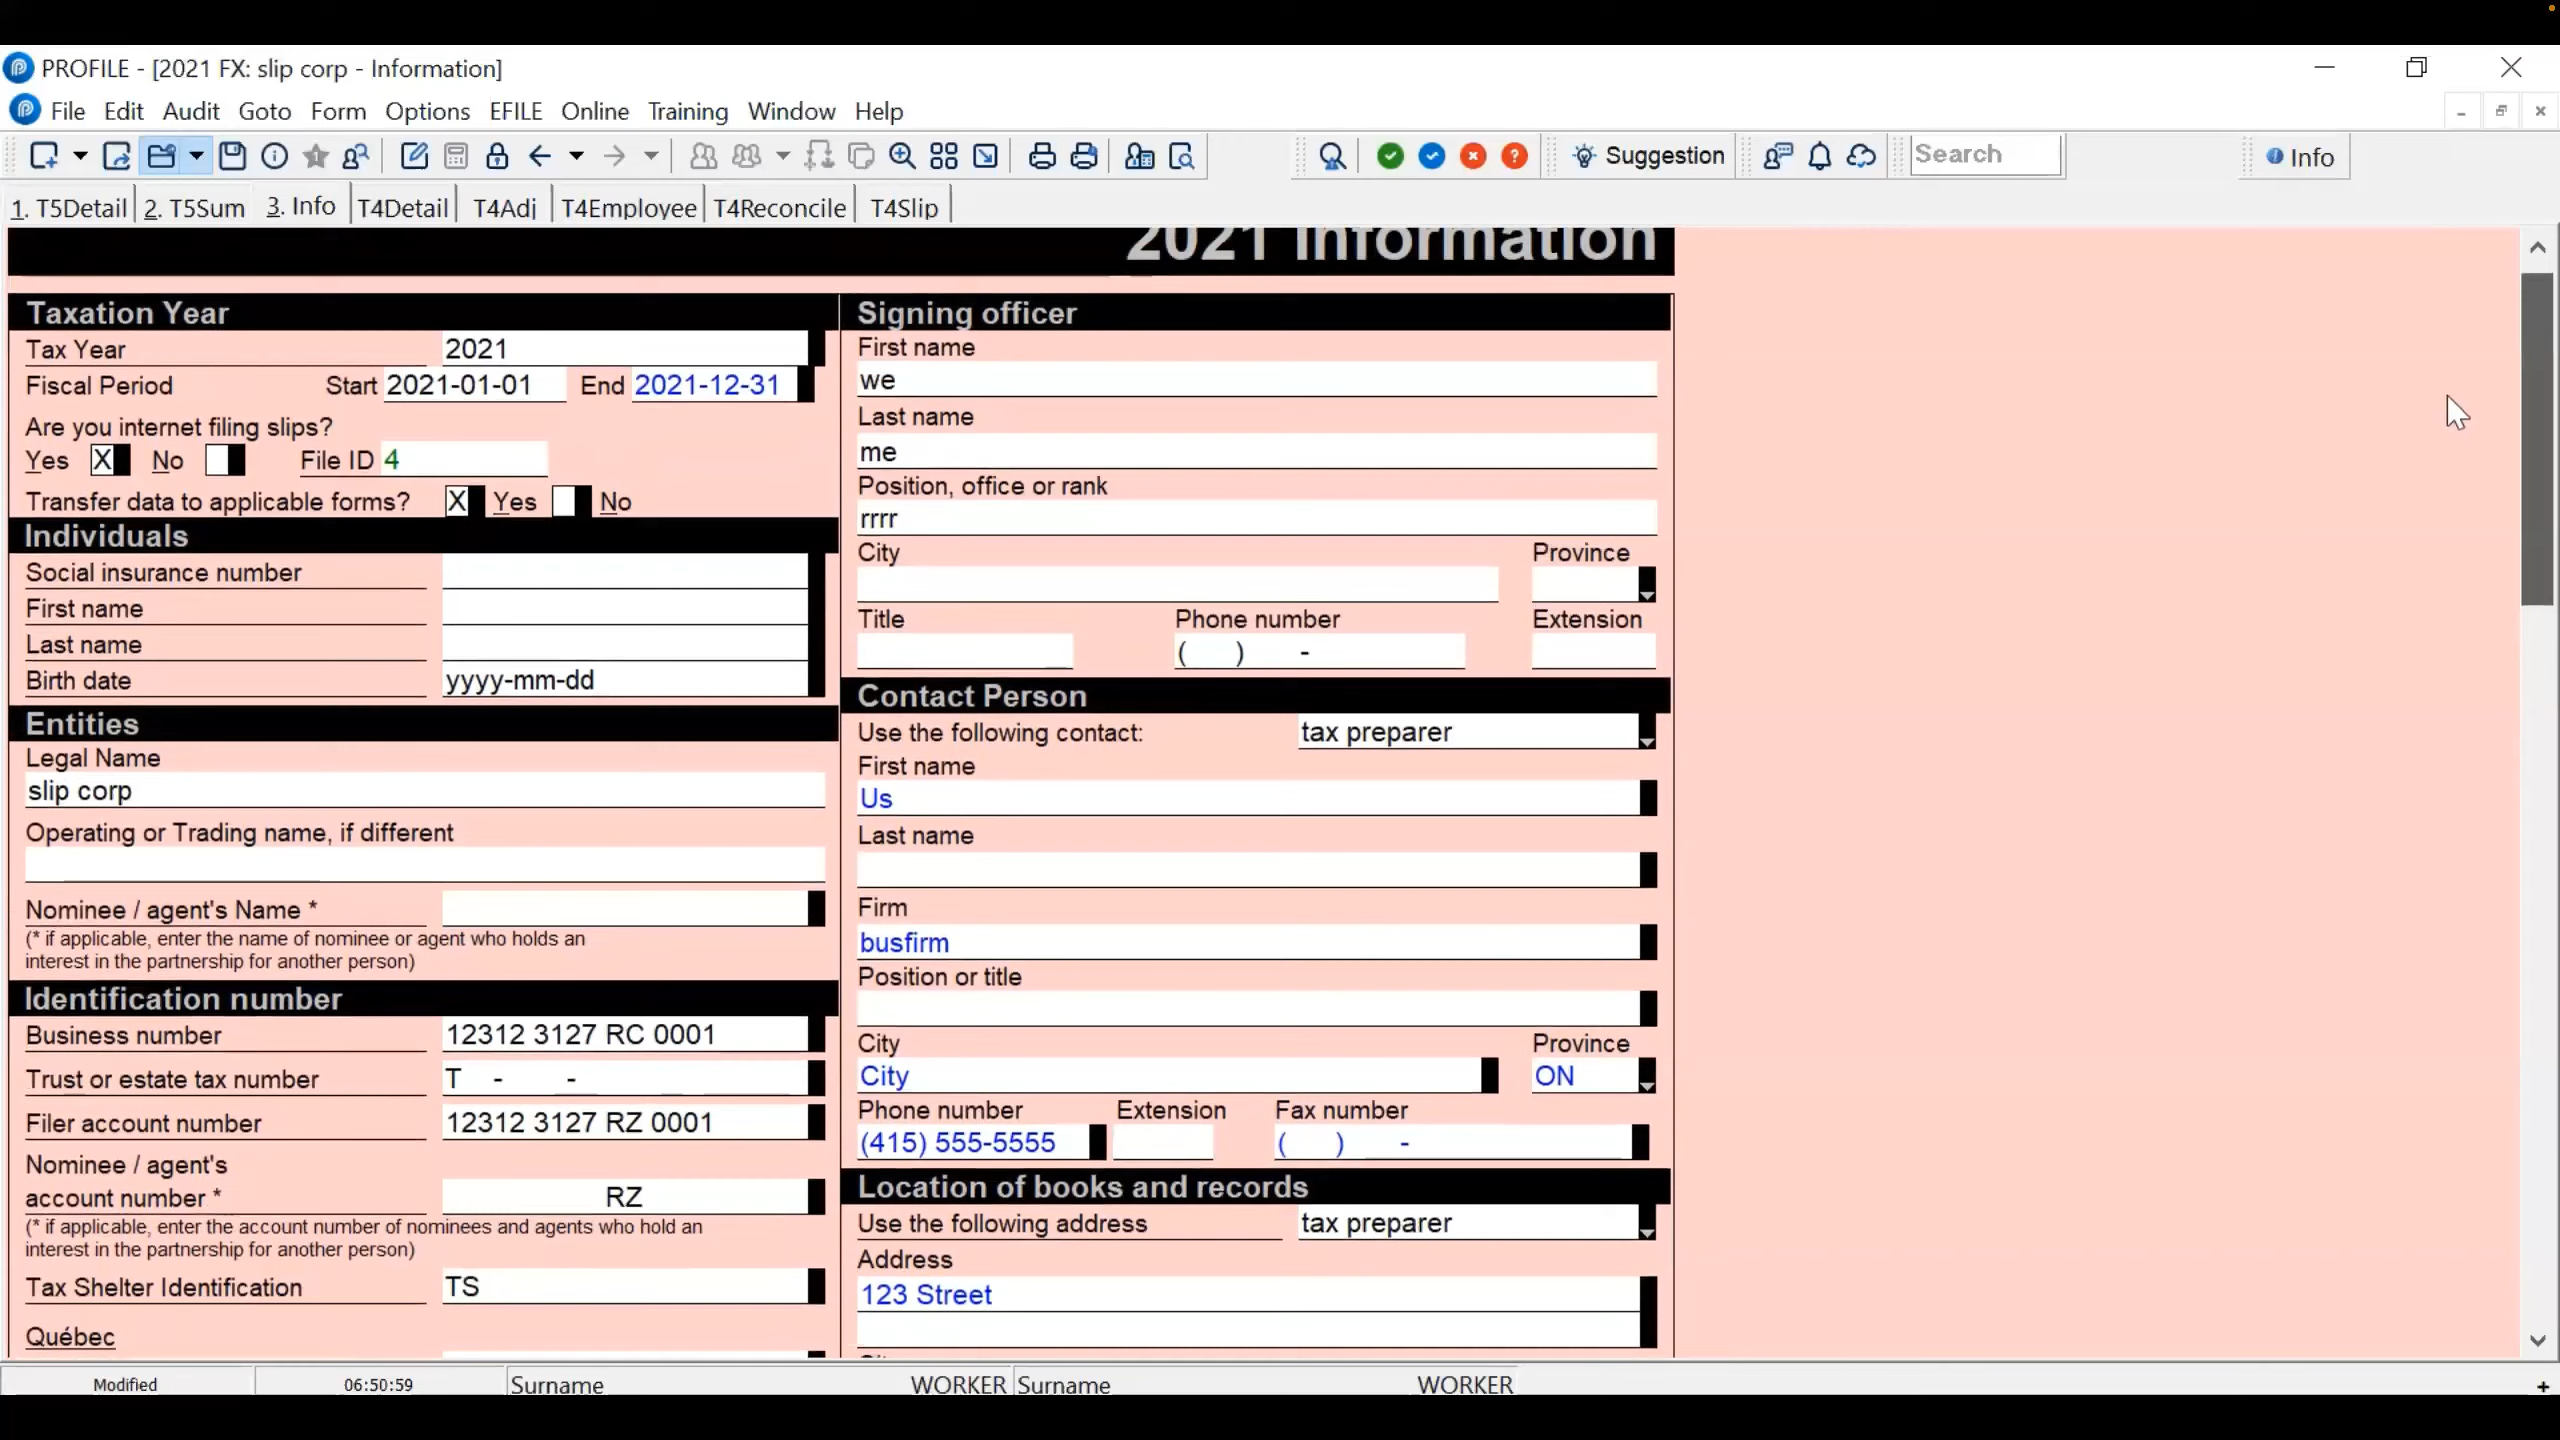 PROFILE - [2021 FX: slip corp - Information]
File Edit Audit Goto Form Options EFILE Online Training Window Help
Suggestion Search Info
1. T5Detail 2. T5Sum 3. Info T4Detail T4Adj T4Employee T4Reconcile T4Slip
2021 Information
Taxation Year
Tax Year 2021
Fiscal Period Start 2021-01-01 End 2021-12-31
Are you internet filing slips?
Yes X No File ID 4
Transfer data to applicable forms? X Yes No
Individuals
Social insurance number
First name
Last name
Birth date yyyy-mm-dd
Entities
Legal Name
slip corp
Operating or Trading name, if different
Nominee / agent's Name *
(* if applicable, enter the name of nominee or agent who holds an
interest in the partnership for another person)
Identification number
Business number 12312 3127 RC 0001
Trust or estate tax number T - -
Filer account number 12312 3127 RZ 0001
Nominee / agent's
account number * RZ
(* if applicable, enter the account number of nominees and agents who hold an
interest in the partnership for another person)
Tax Shelter Identification TS
Québec
Signing officer
First name
we
Last name
me
Position, office or rank
rrrr
City Province
Title Phone number Extension
( ) -
Contact Person
Use the following contact: tax preparer
First name
Us
Last name
Firm
busfirm
Position or title
City Province
City ON
Phone number Extension Fax number
(415) 555-5555 ( ) -
Location of books and records
Use the following address tax preparer
Address
123 Street
Modified 06:50:59 Surname WORKER Surname WORKER